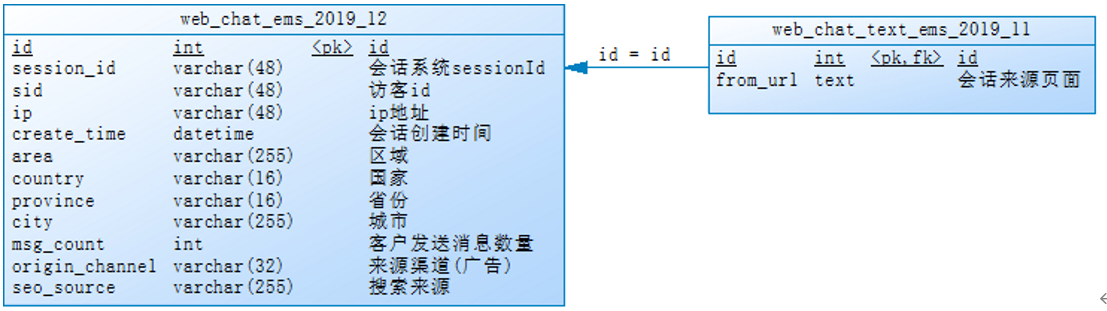 web_chat_ems_2019_12
id int <pk> id
session_id varchar(48) 会话系统sessionId
sid varchar(48) 访客id
ip varchar(48) ip地址
create_time datetime 会话创建时间
area varchar(255) 区域
country varchar(16) 国家
province varchar(16) 省份
city varchar(255) 城市
msg_count int 客户发送消息数量
origin_channel varchar(32) 来源渠道(广告)
seo_source varchar(255) 搜索来源
id = id
web_chat_text_ems_2019_11
id int <pk,fk> id
from_url text 会话来源页面